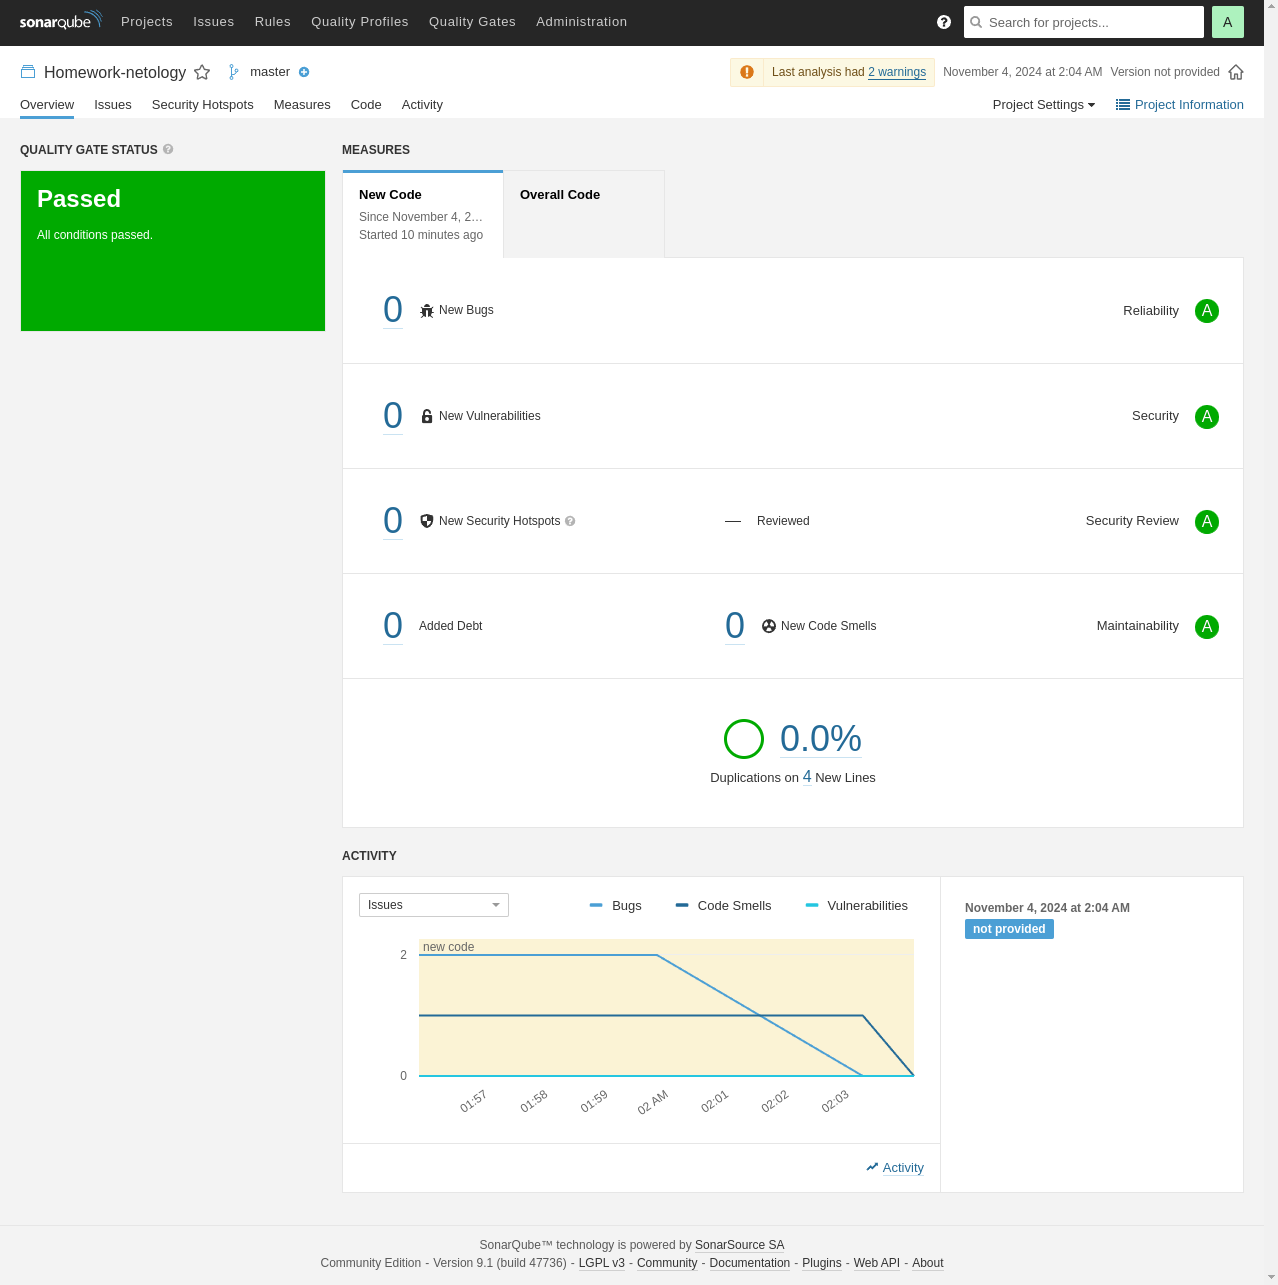 sonarqube Projects Issues Rules Quality Profiles Quality Gates Administration ? Search for projects... A
Homework-netology master Last analysis had 2 warnings November 4, 2024 at 2:04 AM Version not provided
Overview Issues Security Hotspots Measures Code Activity Project Settings Project Information
QUALITY GATE STATUS ?
Passed
All conditions passed.
MEASURES
New Code Overall Code
Since November 4, 2…
Started 10 minutes ago
0 New Bugs Reliability A
0 New Vulnerabilities Security A
0 New Security Hotspots ? — Reviewed Security Review A
0 Added Debt 0 New Code Smells Maintainability A
0.0%
Duplications on 4 New Lines
ACTIVITY
Issues Bugs Code Smells Vulnerabilities
new code
2
0
01:57 01:58 01:59 02 AM 02:01 02:02 02:03
Activity
November 4, 2024 at 2:04 AM
not provided
SonarQube™ technology is powered by SonarSource SA
Community Edition - Version 9.1 (build 47736) - LGPL v3 - Community - Documentation - Plugins - Web API - About